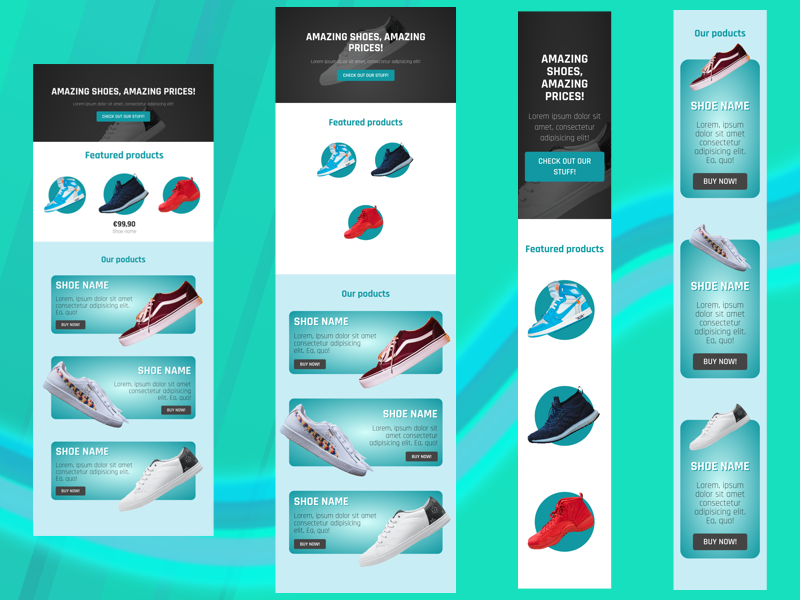 AMAZING SHOES, AMAZING PRICES!
Lorem ipsum dolor sit amet, consectetur adipisicing elit!
CHECK OUT OUR STUFF!
Featured products
€99,90
Shoe name
Our poducts
SHOE NAME
Lorem, ipsum dolor sit amet
consectetur adipisicing elit.
Ea, quo!
BUY NOW!
SHOE NAME
Lorem, ipsum dolor sit amet
consectetur adipisicing
elit. Ea, quo!
BUY NOW!
SHOE NAME
Lorem, ipsum dolor sit amet
consectetur adipisicing
elit. Ea, quo!
BUY NOW!
AMAZING SHOES, AMAZING
PRICES!
Lorem ipsum dolor sit amet, consectetur adipisicing elit!
CHECK OUT OUR STUFF!
Featured products
Our poducts
SHOE NAME
Lorem, ipsum dolor sit amet
consectetur adipisicing
elit. Ea, quo!
BUY NOW!
SHOE NAME
Lorem, ipsum dolor sit
amet consectetur
adipisicing elit. Ea, quo!
BUY NOW!
SHOE NAME
Lorem, ipsum dolor sit amet
consectetur adipisicing
elit. Ea, quo!
BUY NOW!
AMAZING
SHOES,
AMAZING
PRICES!
Lorem ipsum dolor sit
amet, consectetur
adipisicing elit!
CHECK OUT OUR
STUFF!
Featured products
Our poducts
SHOE NAME
Lorem, ipsum
dolor sit amet
consectetur
adipisicing elit.
Ea, quo!
BUY NOW!
SHOE NAME
Lorem, ipsum
dolor sit amet
consectetur
adipisicing elit.
Ea, quo!
BUY NOW!
SHOE NAME
Lorem, ipsum
dolor sit amet
consectetur
adipisicing elit.
Ea, quo!
BUY NOW!